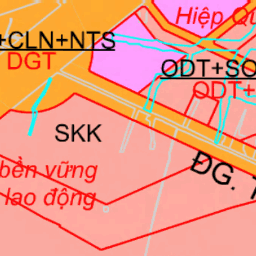 Hiệp
+CLN+NTS
DGT
ODT+SO
ODT+
SKK
bền vững
lao động
ĐG.